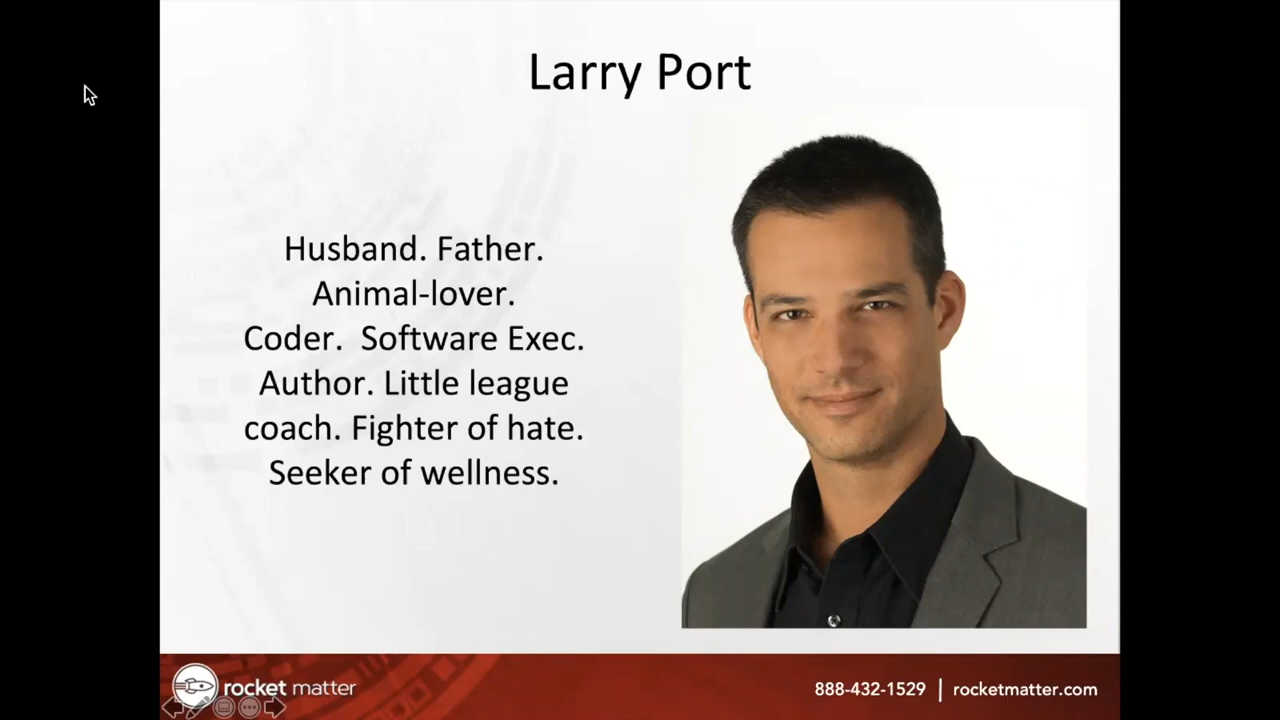 Larry Port
Husband. Father.
Animal-lover.
Coder.  Software Exec.
Author. Little league
coach. Fighter of hate.
Seeker of wellness.
rocket matter
888-432-1529 | rocketmatter.com